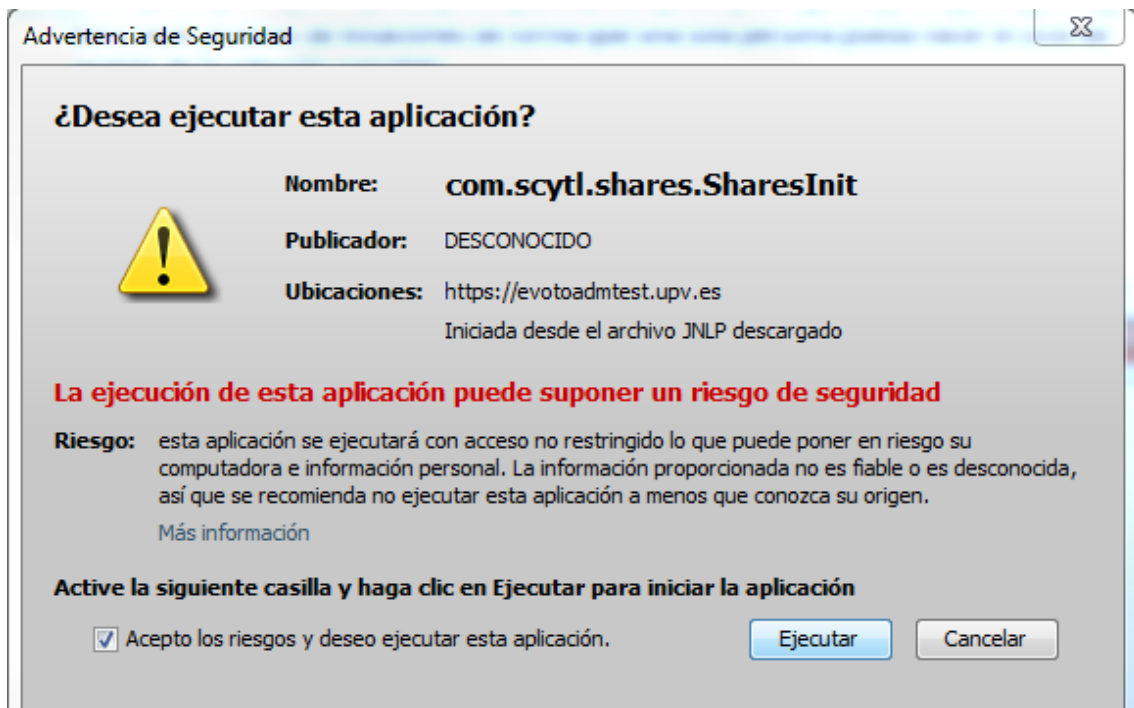 Advertencia de Seguridad
¿Desea ejecutar esta aplicación?
Nombre: com.scytl.shares.SharesInit
Publicador: DESCONOCIDO
Ubicaciones: https://evotoadmtest.upv.es
Iniciada desde el archivo JNLP descargado
La ejecución de esta aplicación puede suponer un riesgo de seguridad
Riesgo: esta aplicación se ejecutará con acceso no restringido lo que puede poner en riesgo su
computadora e información personal. La información proporcionada no es fiable o es desconocida,
así que se recomienda no ejecutar esta aplicación a menos que conozca su origen.
Más información
Active la siguiente casilla y haga clic en Ejecutar para iniciar la aplicación
Acepto los riesgos y deseo ejecutar esta aplicación. Ejecutar Cancelar